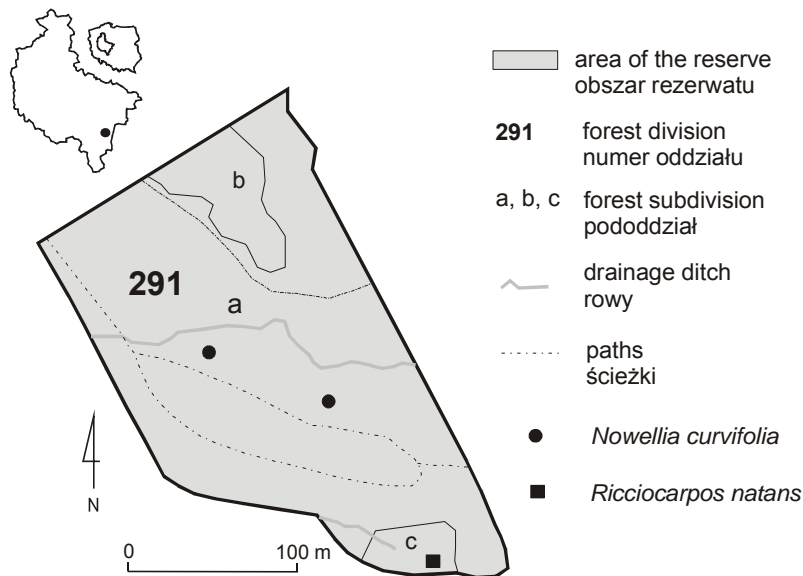 area of the reserve
obszar rezerwatu
291 forest division
numer oddziału
a, b, c forest subdivision
pododdział
drainage ditch
rowy
paths
ścieżki
Nowellia curvifolia
Ricciocarpos natans
b
291
a
c
N
0 100 m